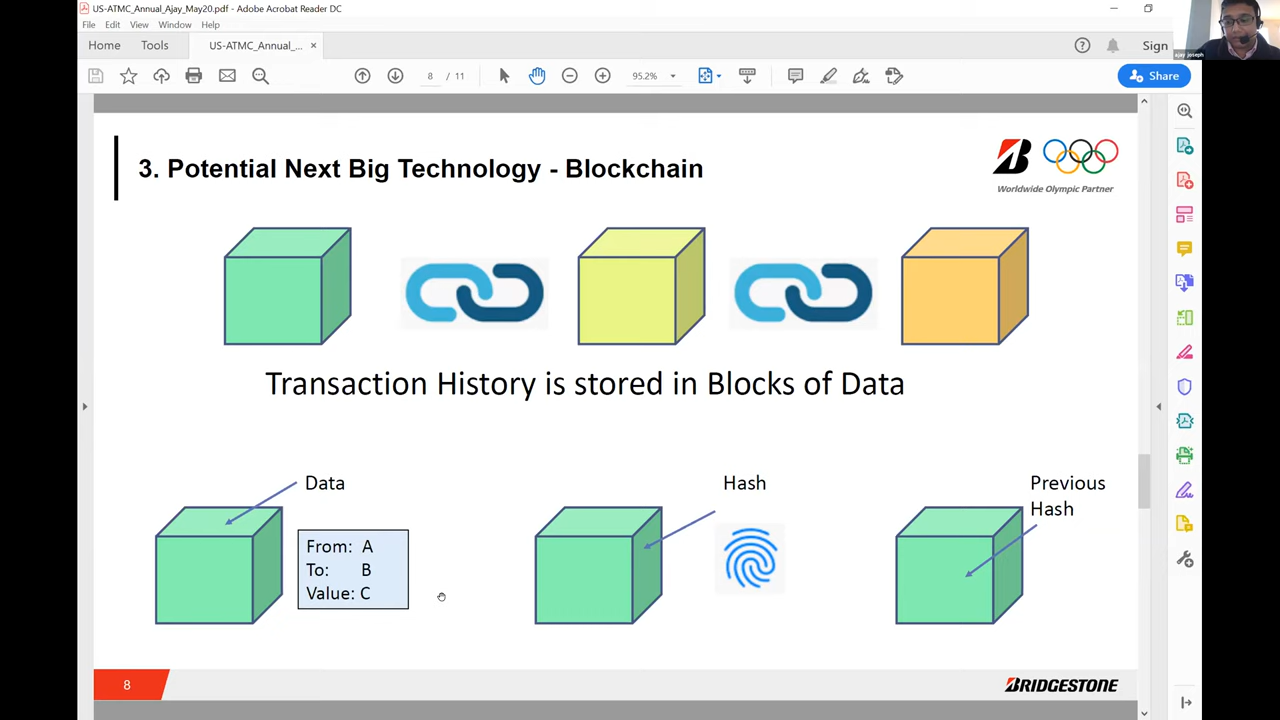 US-ATMC_Annual_Ajay_May20.pdf - Adobe Acrobat Reader DC
File Edit View Window Help
Home Tools US-ATMC_Annual_... × Sign
8 / 11 95.2% Share
ajay joseph
3. Potential Next Big Technology - Blockchain
Worldwide Olympic Partner
Transaction History is stored in Blocks of Data
Data
Hash
Previous
Hash
From: A
To: B
Value: C
8
BRIDGESTONE